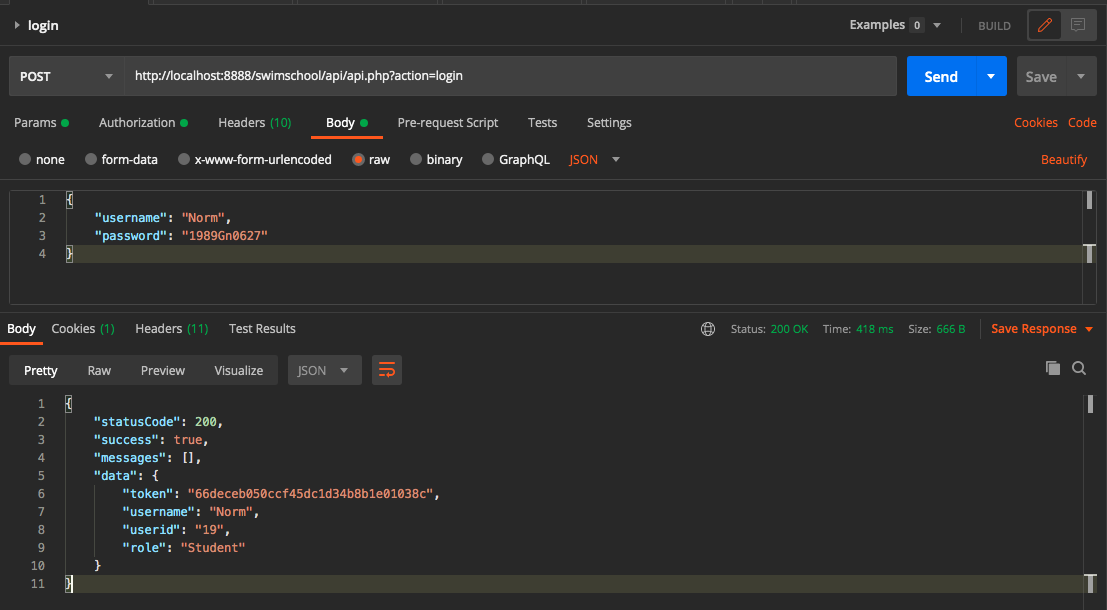 login
Examples 0 BUILD
POST http://localhost:8888/swimschool/api/api.php?action=login Send Save
Params Authorization Headers (10) Body Pre-request Script Tests Settings Cookies Code
none form-data x-www-form-urlencoded raw binary GraphQL JSON Beautify
1 {
2 "username": "Norm",
3 "password": "1989Gn0627"
4 }
Body Cookies (1) Headers (11) Test Results Status: 200 OK Time: 418 ms Size: 666 B Save Response
Pretty Raw Preview Visualize JSON
1 {
2 "statusCode": 200,
3 "success": true,
4 "messages": [],
5 "data": {
6 "token": "66deceb050ccf45dc1d34b8b1e01038c",
7 "username": "Norm",
8 "userid": "19",
9 "role": "Student"
10 }
11 }